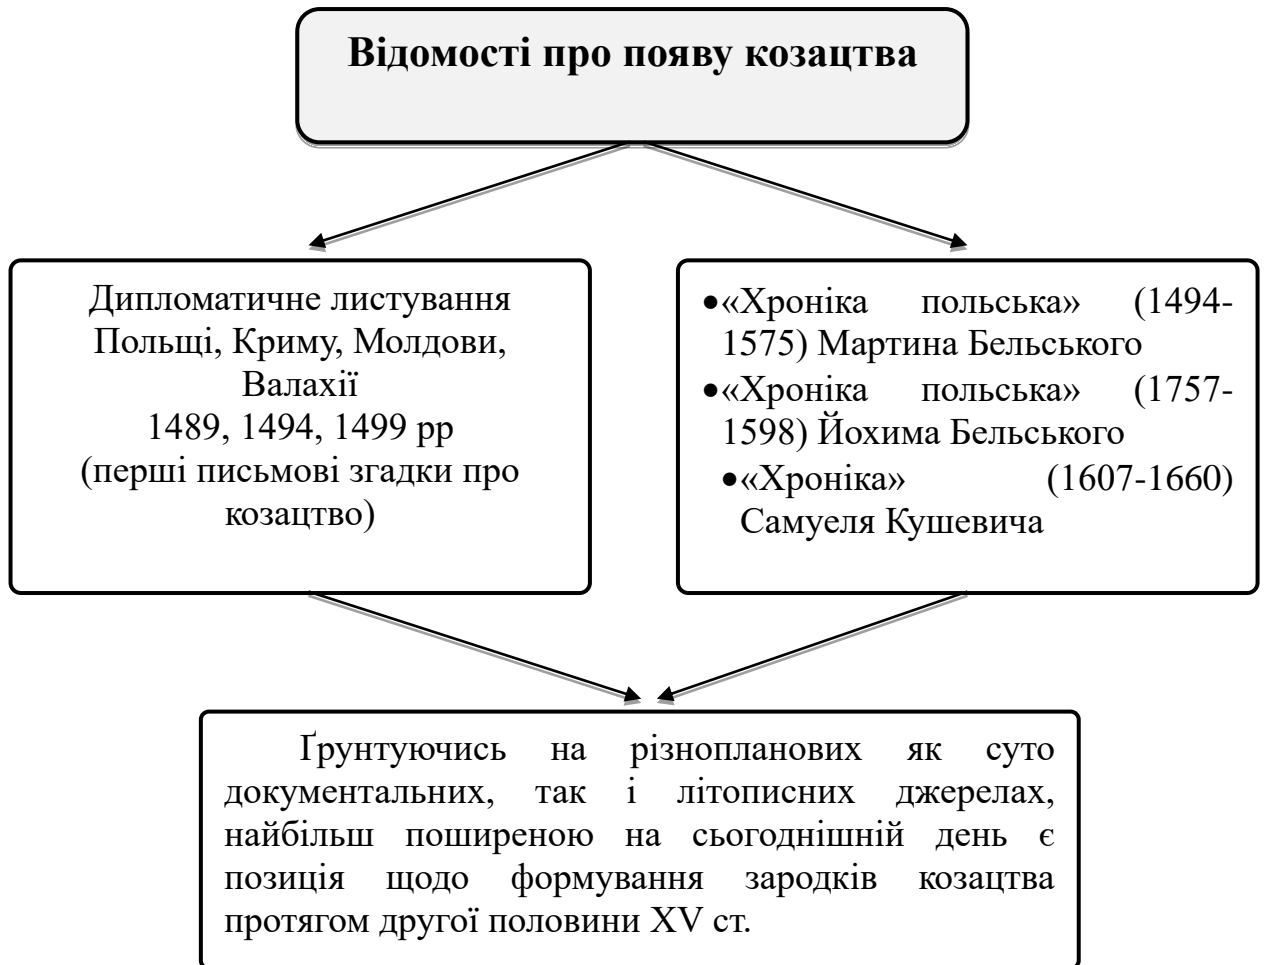 Відомості про появу козацтва
Дипломатичне листування
Польщі, Криму, Молдови,
Валахії
1489, 1494, 1499 рр
(перші письмові згадки про
козацтво)
•«Хроніка польська» (1494-
1575) Мартина Бельського
•«Хроніка польська» (1757-
1598) Йохима Бельського
•«Хроніка» (1607-1660)
Самуеля Кушевича
Ґрунтуючись на різнопланових як суто
документальних, так і літописних джерелах,
найбільш поширеною на сьогоднішній день є
позиція щодо формування зародків козацтва
протягом другої половини XV ст.